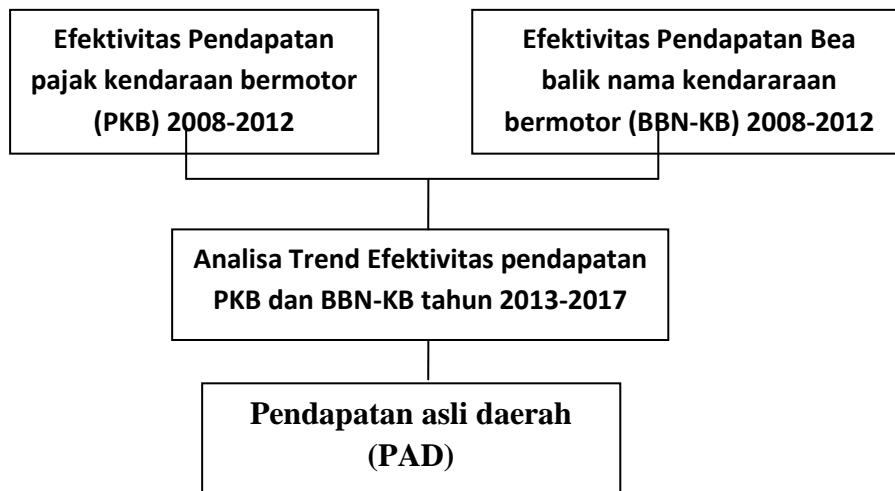 Efektivitas Pendapatan
pajak kendaraan bermotor
(PKB) 2008-2012
Efektivitas Pendapatan Bea
balik nama kendararaan
bermotor (BBN-KB) 2008-2012
Analisa Trend Efektivitas pendapatan
PKB dan BBN-KB tahun 2013-2017
Pendapatan asli daerah
(PAD)